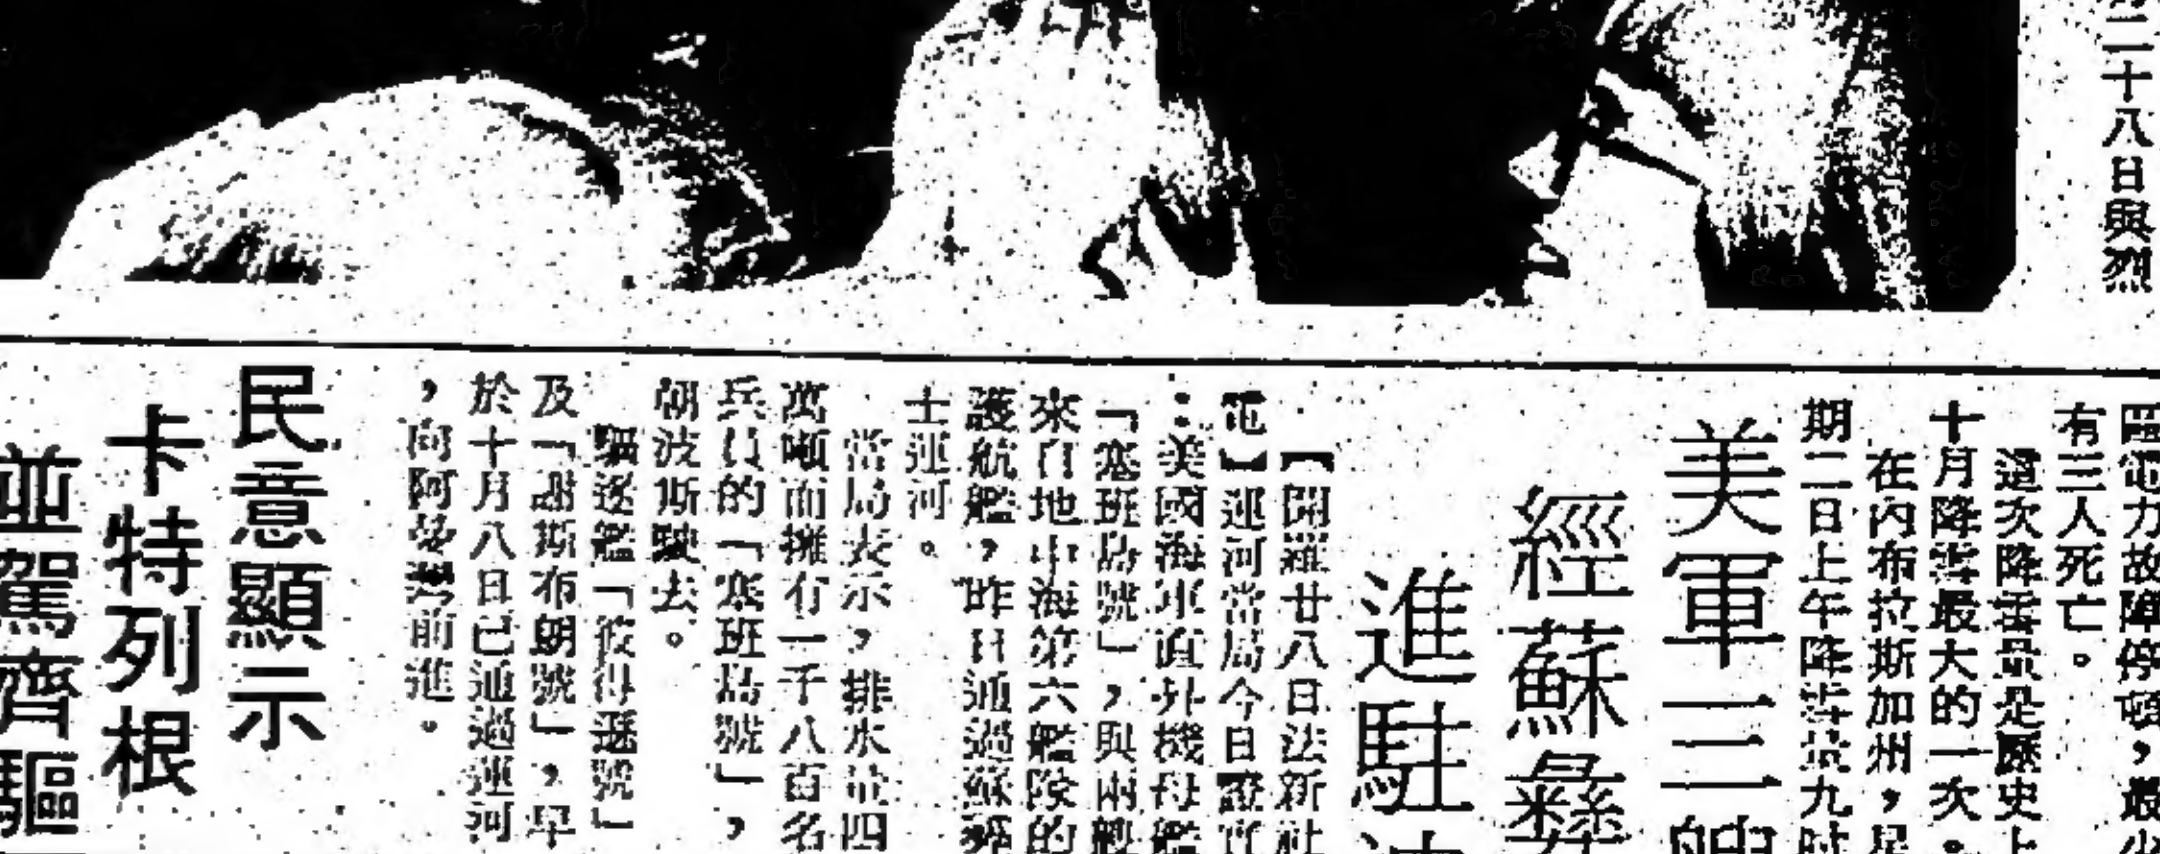 二十八日與烈
區電力故障停頓，最少
有三人死亡。
這次降雪量是歷史上
十月降雪最大的一次。
在內布拉斯加州，星
期二日上午降雪最九時
美軍三艘
經蘇彝
進駐
【開羅廿八日法新社
電】運河當局今日證實
：美國海軍直升機母艦
「塞班島號」，與兩艘
來自地中海第六艦隊的
護航艦，昨日通過蘇彝
士運河。
當局表示，排水量四
萬噸而擁有一千八百名
兵員的「塞班島號」，
朝波斯駛去。
驅逐艦「彼得遜號」
及「謝斯布朗號」，早
於十月八日已通過運河
，向阿曼灣前進。
民意顯示
卡特列根
並駕齊驅